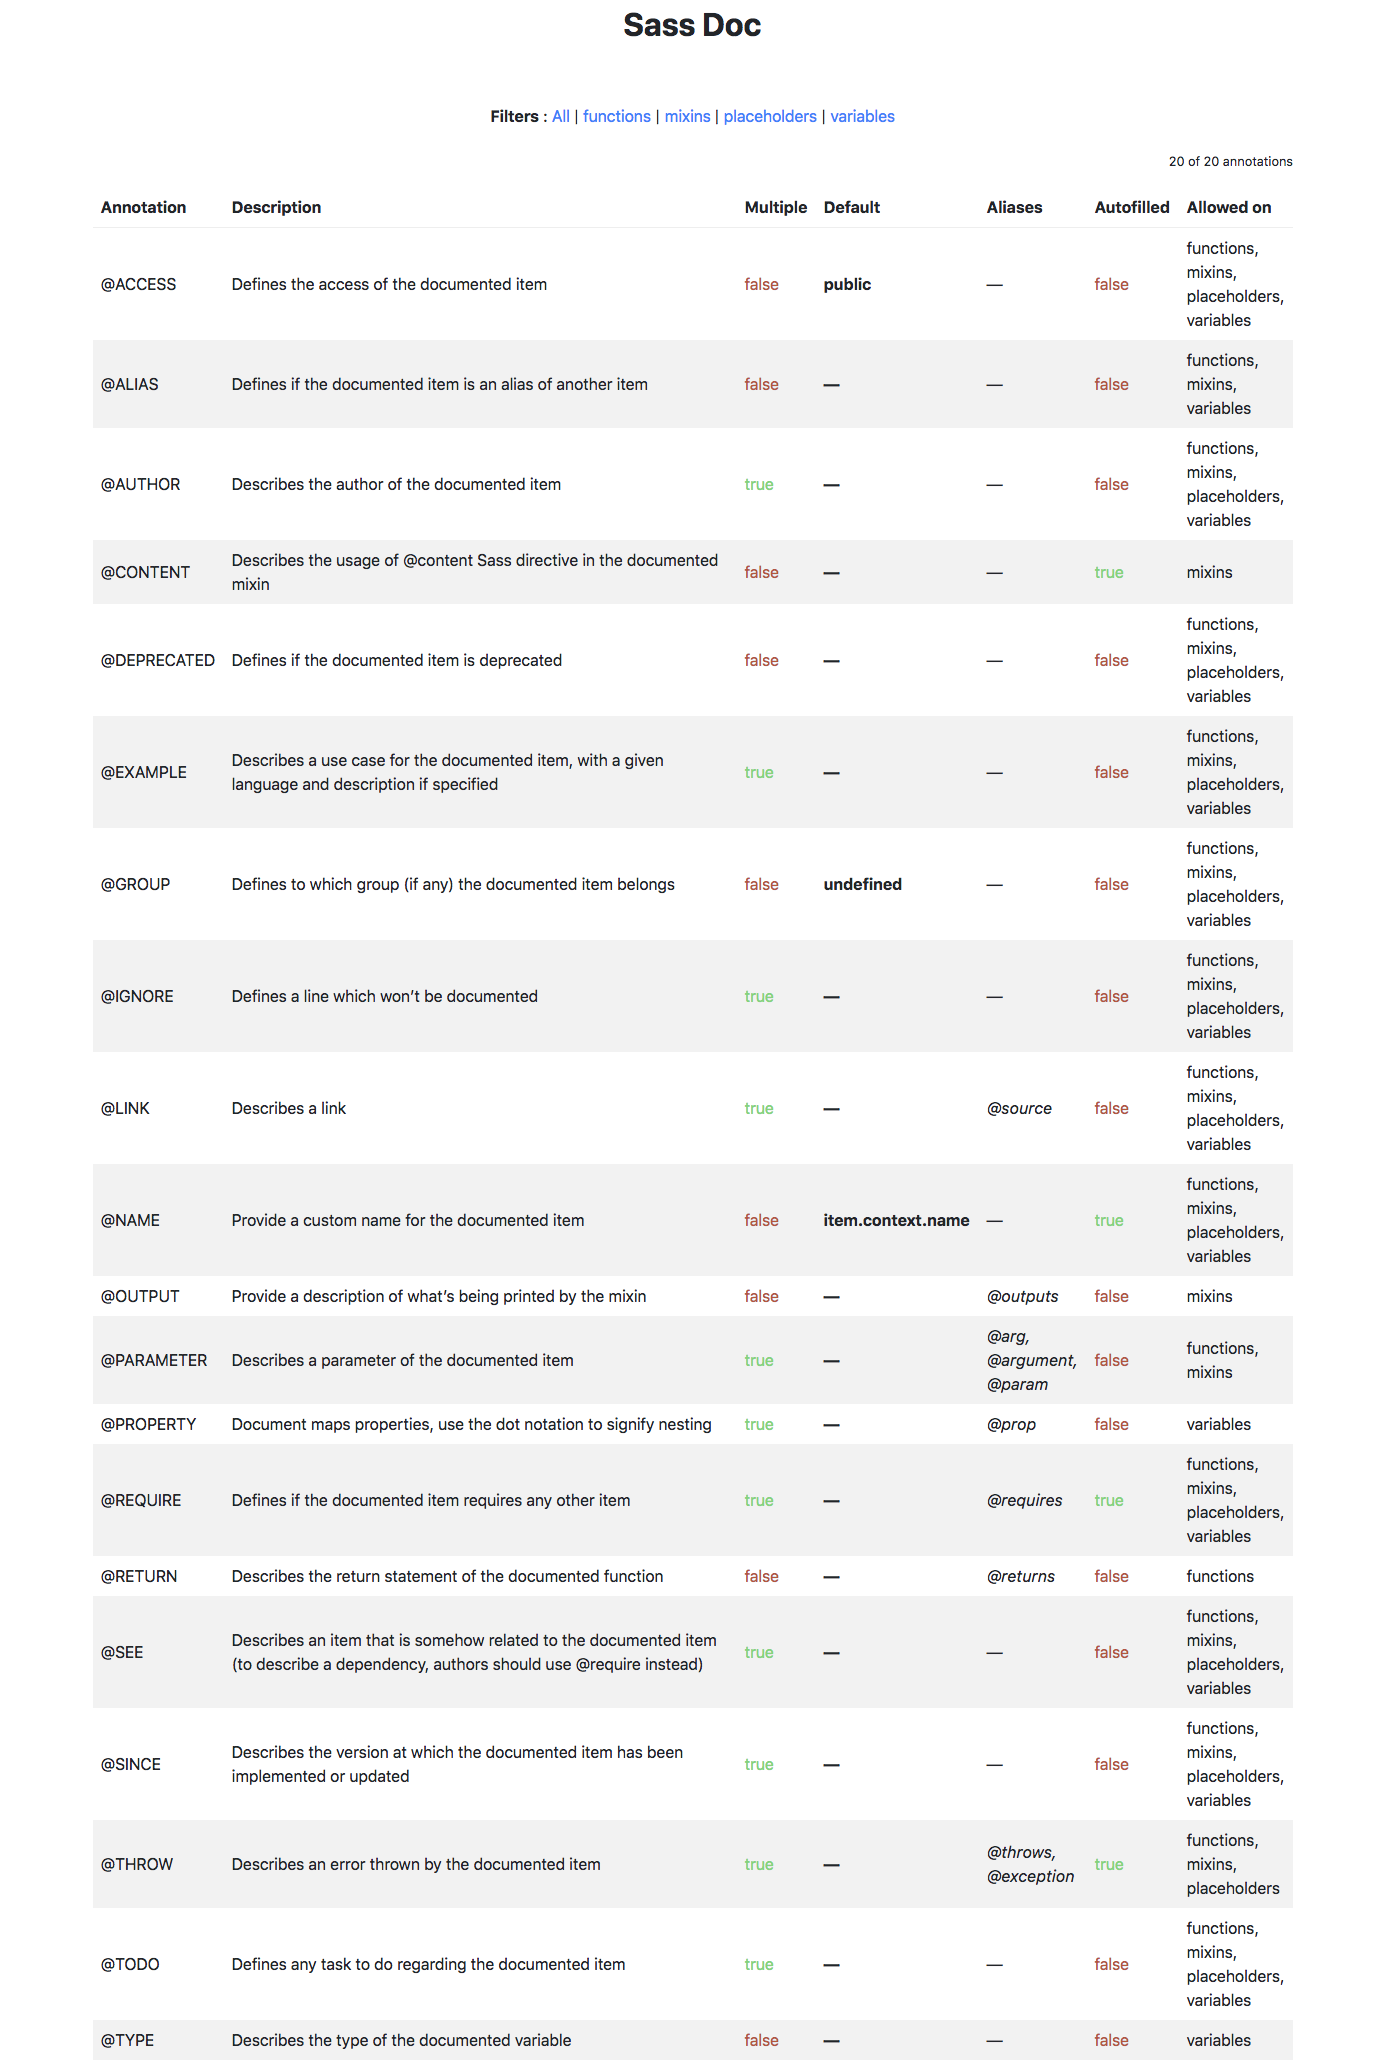 Sass Doc
Filters : All | functions | mixins | placeholders | variables
20 of 20 annotations
Annotation Description Multiple Default Aliases Autofilled Allowed on
@ACCESS Defines the access of the documented item false public — false functions,
mixins,
placeholders,
variables
@ALIAS Defines if the documented item is an alias of another item false — — false functions,
mixins,
variables
@AUTHOR Describes the author of the documented item true — — false functions,
mixins,
placeholders,
variables
@CONTENT Describes the usage of @content Sass directive in the documented
mixin false — — true mixins
@DEPRECATED Defines if the documented item is deprecated false — — false functions,
mixins,
placeholders,
variables
@EXAMPLE Describes a use case for the documented item, with a given
language and description if specified true — — false functions,
mixins,
placeholders,
variables
@GROUP Defines to which group (if any) the documented item belongs false undefined — false functions,
mixins,
placeholders,
variables
@IGNORE Defines a line which won’t be documented true — — false functions,
mixins,
placeholders,
variables
@LINK Describes a link true — @source false functions,
mixins,
placeholders,
variables
@NAME Provide a custom name for the documented item false item.context.name — true functions,
mixins,
placeholders,
variables
@OUTPUT Provide a description of what’s being printed by the mixin false — @outputs false mixins
@PARAMETER Describes a parameter of the documented item true — @arg,
@argument,
@param false functions,
mixins
@PROPERTY Document maps properties, use the dot notation to signify nesting true — @prop false variables
@REQUIRE Defines if the documented item requires any other item true — @requires true functions,
mixins,
placeholders,
variables
@RETURN Describes the return statement of the documented function false — @returns false functions
@SEE Describes an item that is somehow related to the documented item
(to describe a dependency, authors should use @require instead) true — — false functions,
mixins,
placeholders,
variables
@SINCE Describes the version at which the documented item has been
implemented or updated true — — false functions,
mixins,
placeholders,
variables
@THROW Describes an error thrown by the documented item true — @throws,
@exception true functions,
mixins,
placeholders
@TODO Defines any task to do regarding the documented item true — — false functions,
mixins,
placeholders,
variables
@TYPE Describes the type of the documented variable false — — false variables